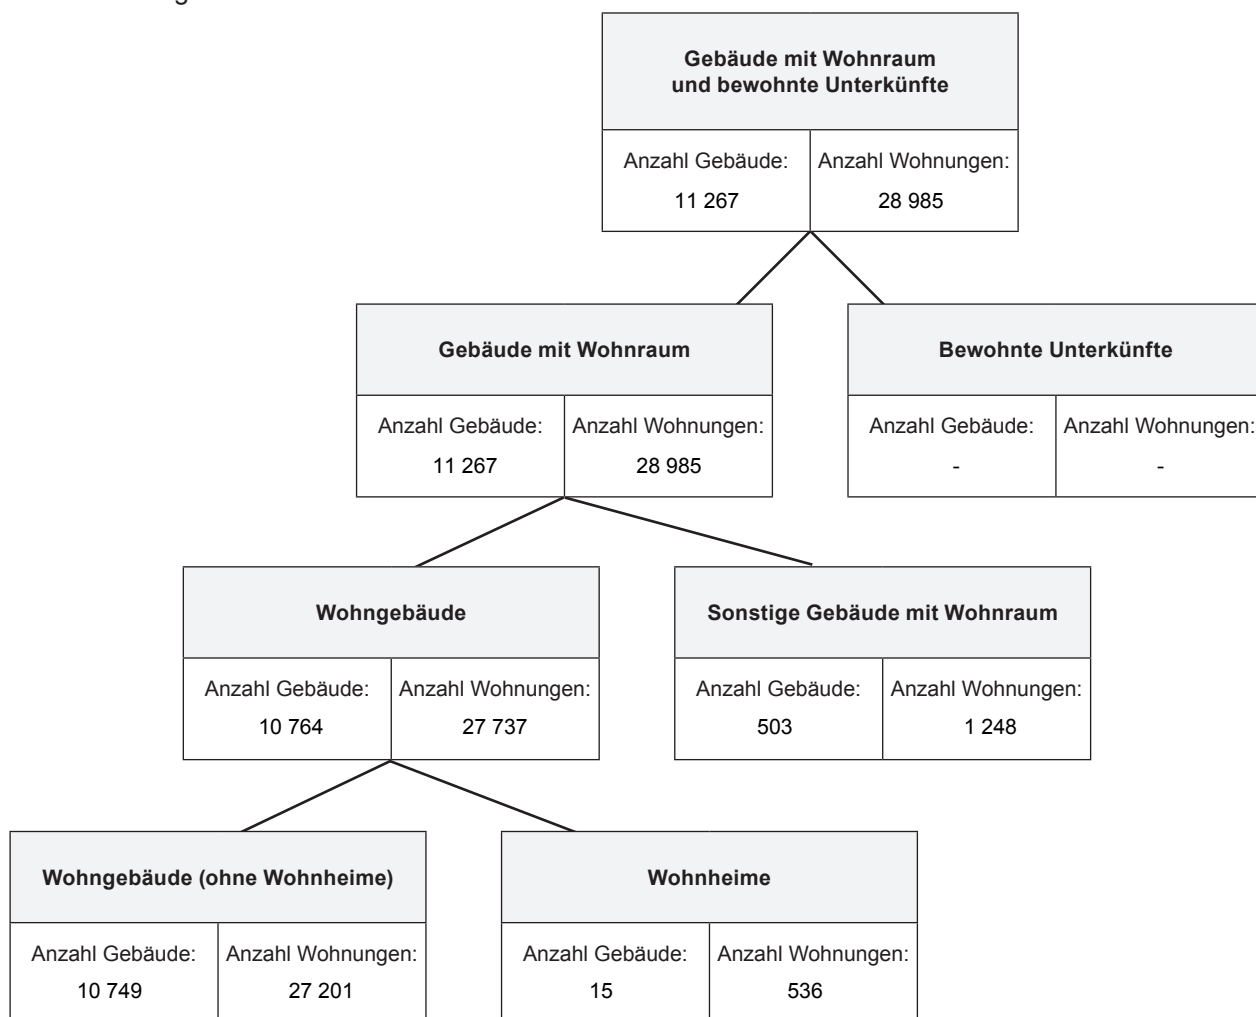 Gebäude mit Wohnraum
und bewohnte Unterkünfte
Anzahl Gebäude: Anzahl Wohnungen:
11 267 28 985
Gebäude mit Wohnraum Bewohnte Unterkünfte
Anzahl Gebäude: Anzahl Wohnungen: Anzahl Gebäude: Anzahl Wohnungen:
11 267 28 985 - -
Wohngebäude Sonstige Gebäude mit Wohnraum
Anzahl Gebäude: Anzahl Wohnungen: Anzahl Gebäude: Anzahl Wohnungen:
10 764 27 737 503 1 248
Wohngebäude (ohne Wohnheime) Wohnheime
Anzahl Gebäude: Anzahl Wohnungen: Anzahl Gebäude: Anzahl Wohnungen:
10 749 27 201 15 536